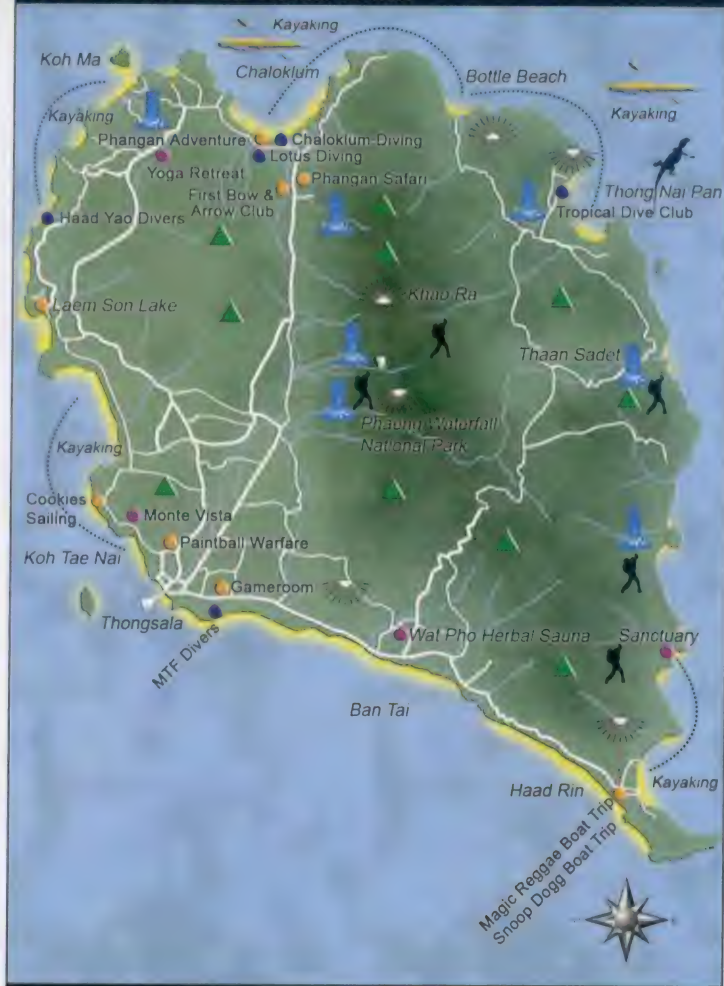 Kayaking
Koh Ma
Chaloklum
Bottle Beach
Kayaking
Kayaking
Phangan Adventure
Chaloklum-Diving
Lotus Diving
Yoga Retreat
Phangan Safari
First Bow &
Arrow Club
Thong Nai Pan
Tropical Dive Club
Haad Yao Divers
Laem Son Lake
Khao Ra
Thaan Sadet
Phaeng Waterfall
National Park
Kayaking
Cookies
Sailing
Monte Vista
Paintball Warfare
Koh Tae Nai
Gameroom
Thongsala
MTF Divers
Wat Pho Herbal Sauna
Sanctuary
Ban Tai
Haad Rin
Kayaking
Magic Reggae Boat Trip
Snoop Dogg Boat Trip